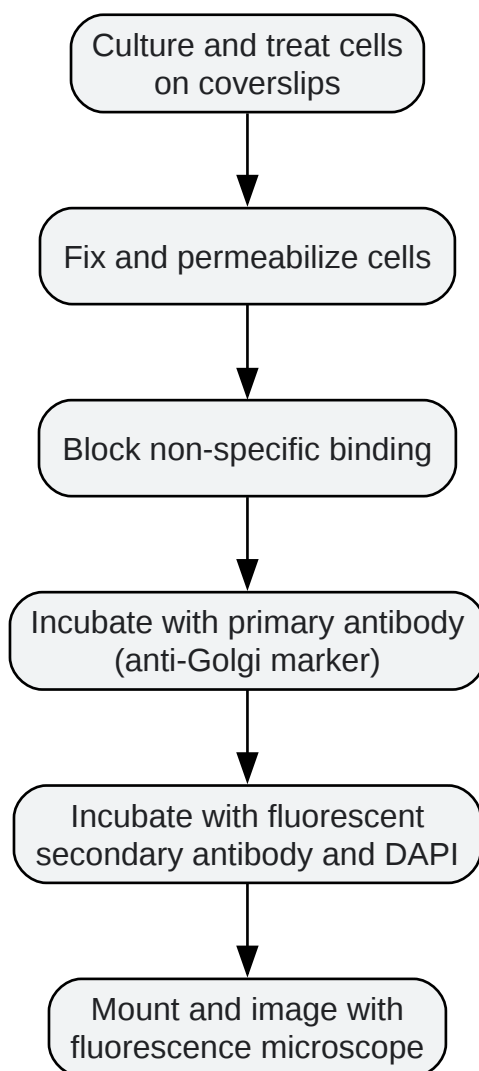 Culture and treat cells
on coverslips
Fix and permeabilize cells
Block non-specific binding
Incubate with primary antibody
(anti-Golgi marker)
Incubate with fluorescent
secondary antibody and DAPI
Mount and image with
fluorescence microscope